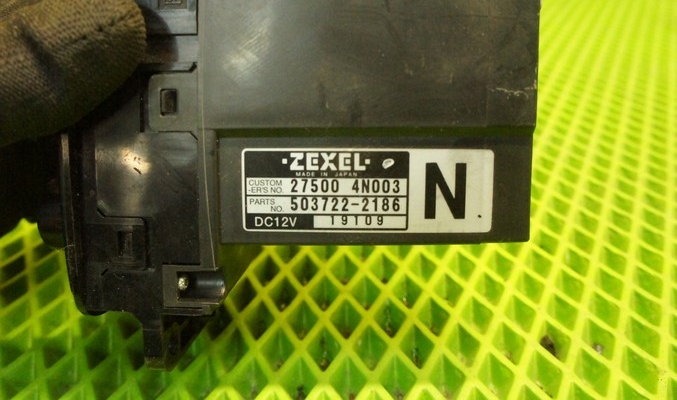 ZEXEL
MADE IN JAPAN
CUSTOM
-ER'S NO. 27500 4N003
PARTS
NO. 503722-2186
DC12V 19109
N